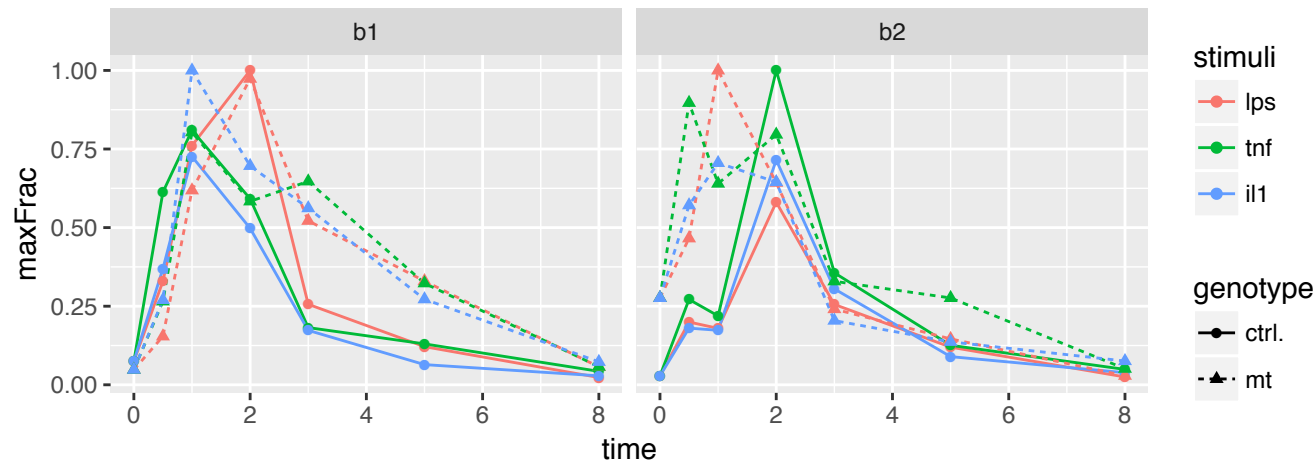 b1
b2
maxFrac
1.00
0.75
0.50
0.25
0.00
0
2
4
6
8
0
2
4
6
8
time
stimuli
lps
tnf
il1
genotype
ctrl.
mt